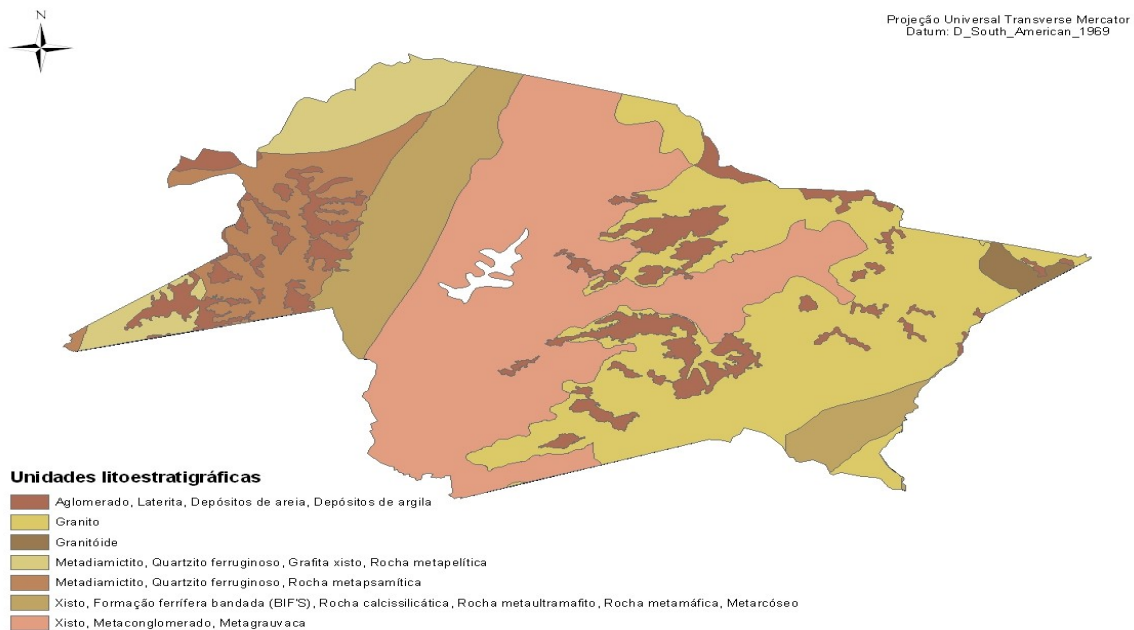 N
Projeção Universal Transverse Mercator
Datum: D_South_American_1969
Unidades litoestratigráficas
Aglomerado, Laterita, Depósitos de areia, Depósitos de argila
Granito
Granitóide
Metadiamictito, Quartzito ferruginoso, Grafita xisto, Rocha metapelítica
Metadiamictito, Quartzito ferruginoso, Rocha metapsamítica
Xisto, Formação ferrífera bandada (BIF'S), Rocha calcissilicática, Rocha metaultramafito, Rocha metamáfica, Metarcóseo
Xisto, Metaconglomerado, Metagrauvaca